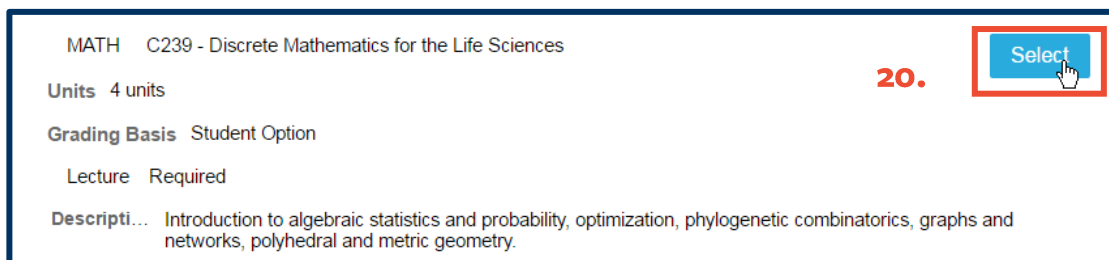 MATH C239 - Discrete Mathematics for the Life Sciences
Select
20.
Units 4 units
Grading Basis Student Option
Lecture Required
Descripti... Introduction to algebraic statistics and probability, optimization, phylogenetic combinatorics, graphs and
networks, polyhedral and metric geometry.